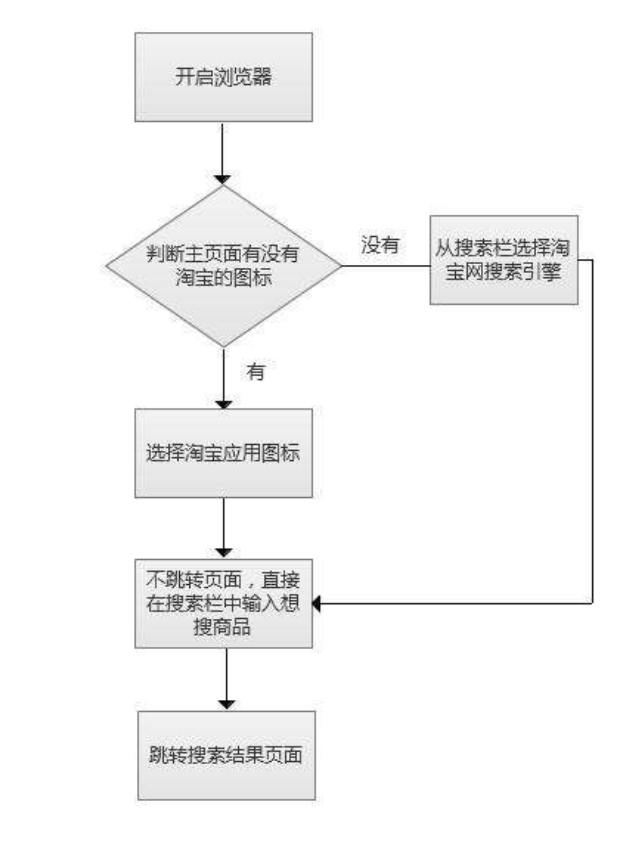 开启浏览器
判断主页面有没有
淘宝的图标
没有
从搜索栏选择淘
宝网搜索引擎
有
选择淘宝应用图标
不跳转页面，直接
在搜索栏中输入想
搜商品
跳转搜索结果页面